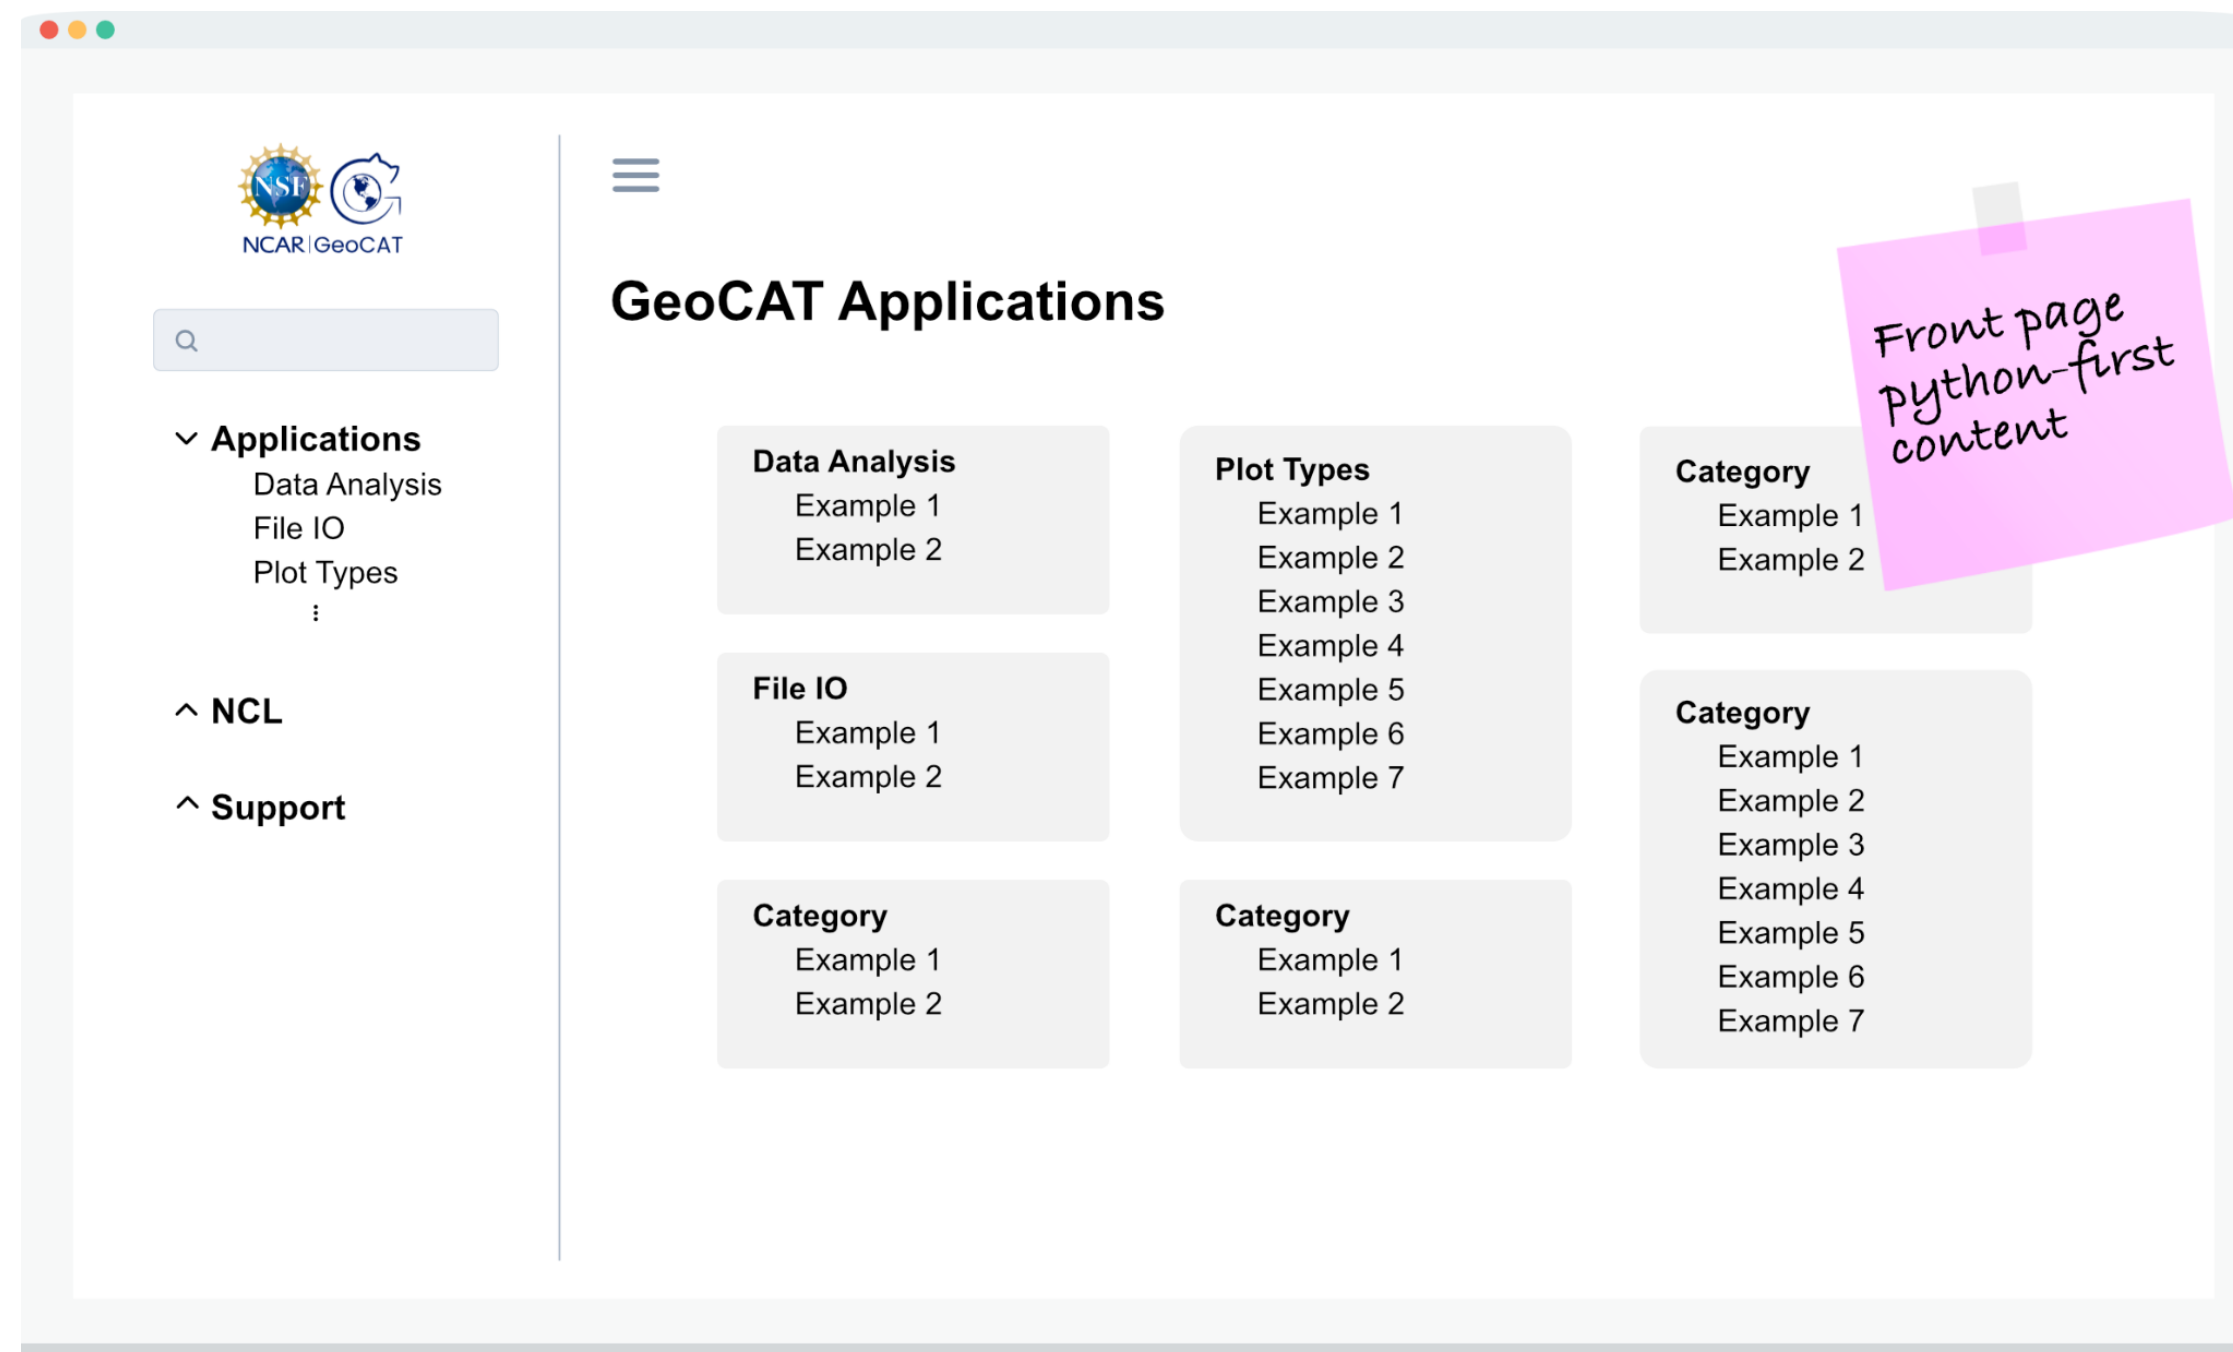 NSF
NCAR|GeoCAT
Applications
Data Analysis
File IO
Plot Types
NCL
Support
GeoCAT Applications
Data Analysis
Example 1
Example 2
File IO
Example 1
Example 2
Category
Example 1
Example 2
Plot Types
Example 1
Example 2
Example 3
Example 4
Example 5
Example 6
Example 7
Category
Example 1
Example 2
Category
Example 1
Example 2
Category
Example 1
Example 2
Example 3
Example 4
Example 5
Example 6
Example 7
Front page
python-first
content